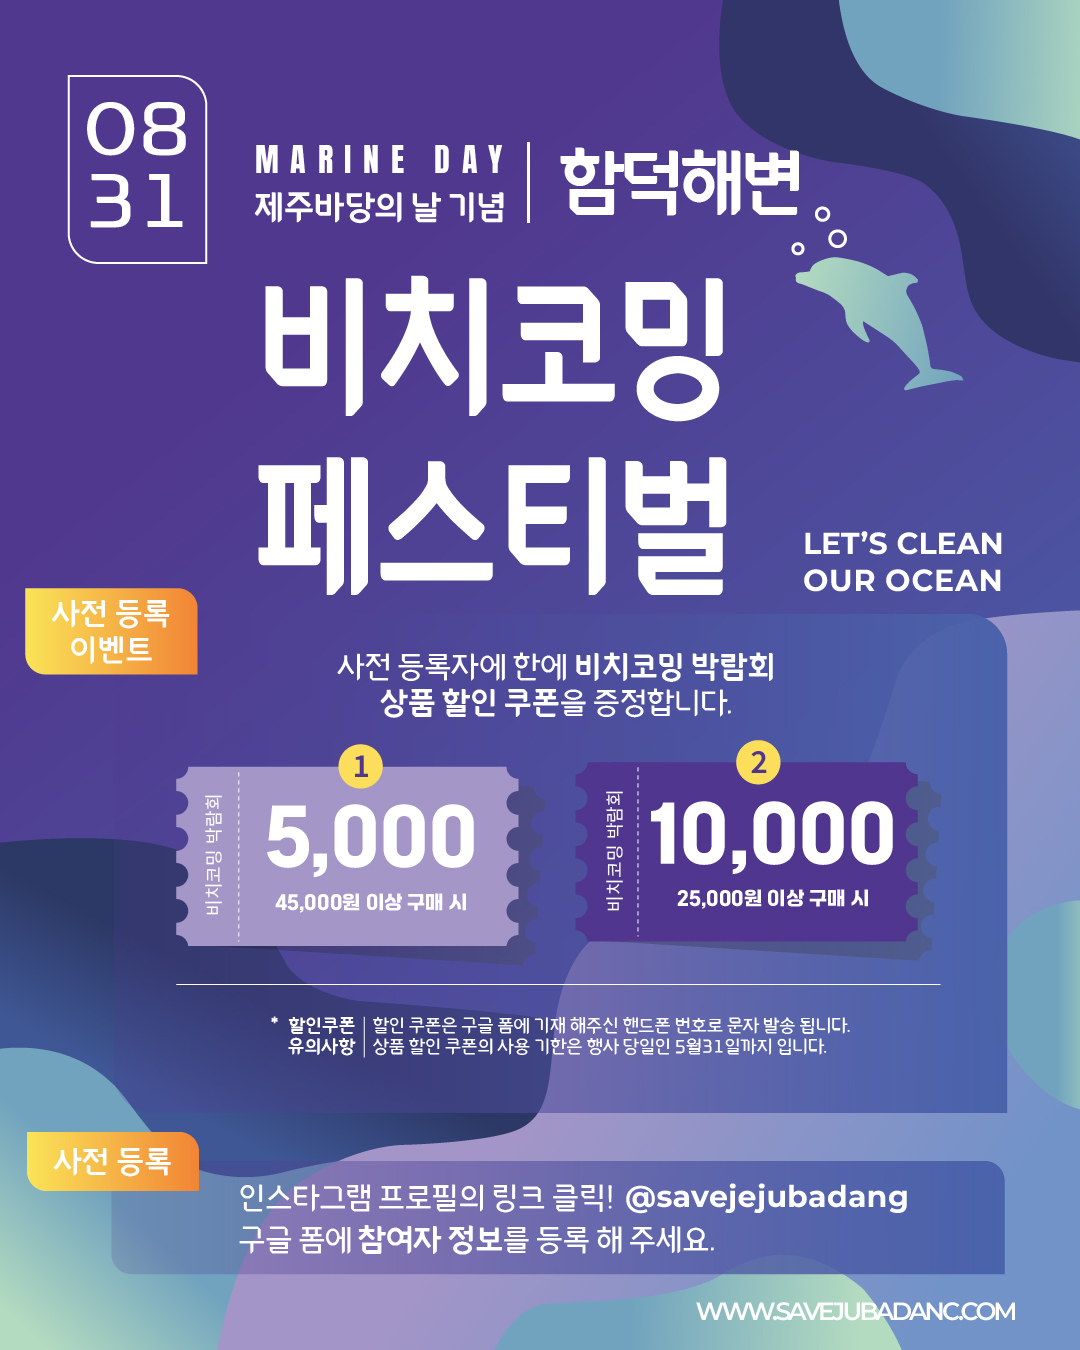 08
31
MARINE DAY
제주바당의 날 기념
함덕해변
비치코밍
페스티벌
LET'S CLEAN
OUR OCEAN
사전 등록
이벤트
사전 등록자에 한에 비치코밍 박람회
상품 할인 쿠폰을 증정합니다.
1
비치코밍 박람회
5,000
45,000원 이상 구매 시
2
비치코밍 박람회
10,000
25,000원 이상 구매 시
* 할인쿠폰 유의사항
할인 쿠폰은 구글 폼에 기재 해주신 핸드폰 번호로 문자 발송 됩니다.
상품 할인 쿠폰의 사용 기한은 행사 당일인 5월31일까지 입니다.
사전 등록
인스타그램 프로필의 링크 클릭! @savejejubadang
구글 폼에 참여자 정보를 등록 해 주세요.
WWW.SAVEJUBADANC.COM